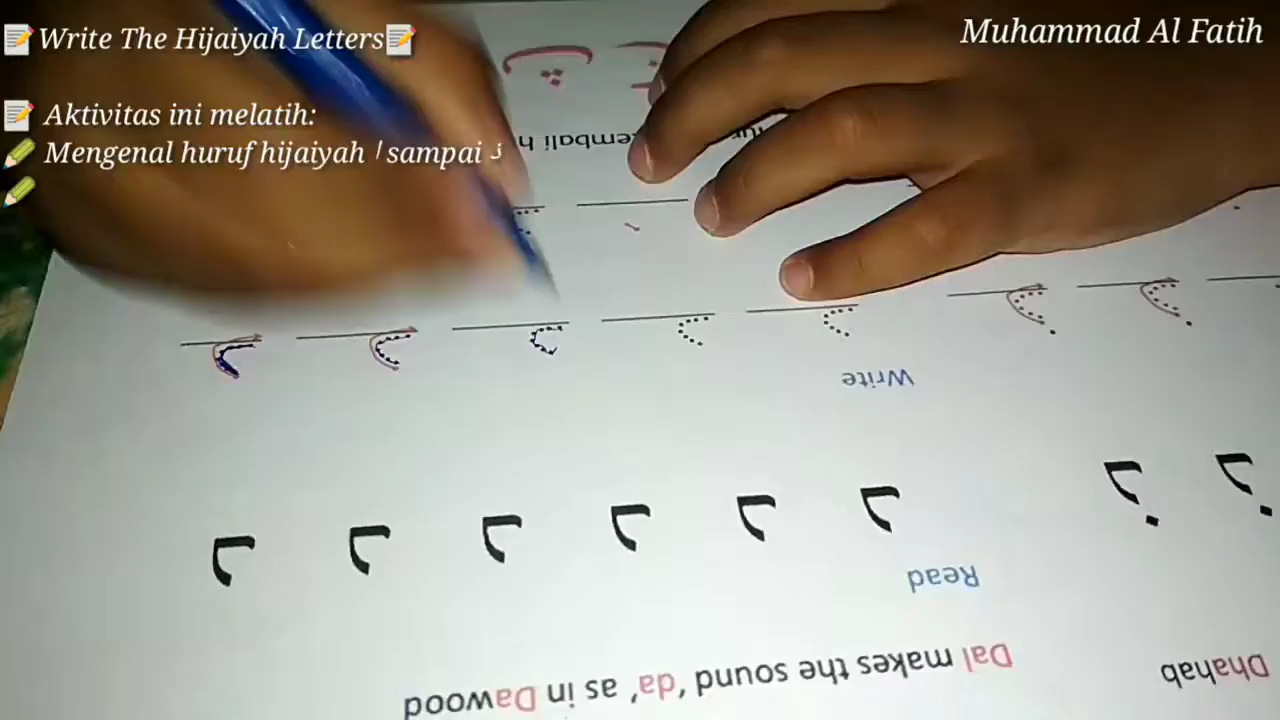 📝Write The Hijaiyah Letters📝
Muhammad Al Fatih
📝 Aktivitas ini melatih:
✏️ Mengenal huruf hijaiyah ا sampai ذ
✏️
ث
embali h
Write
د د د د د د
ذ ذ
Read
Dal makes the sound ‘da’ as in Dawood
Dhahab